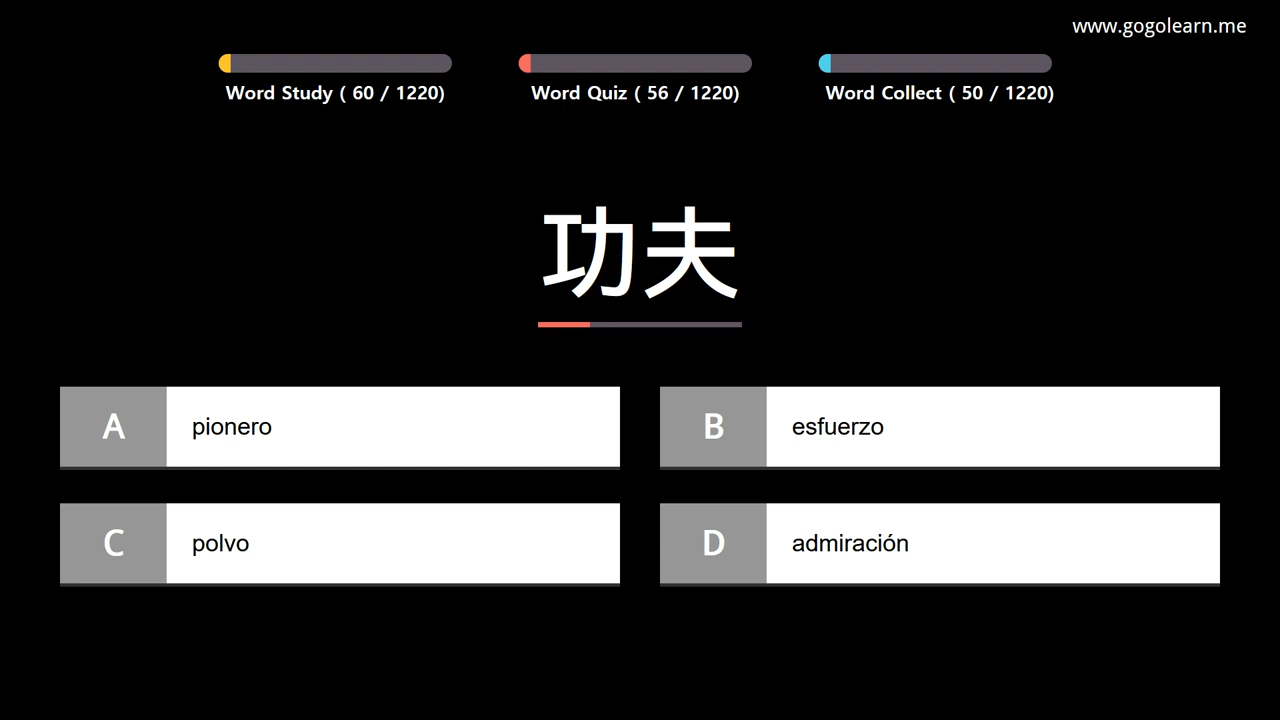 www.gogolearn.me
Word Study ( 60 / 1220)
Word Quiz ( 56 / 1220)
Word Collect ( 50 / 1220)
功夫
A pionero
B esfuerzo
C polvo
D admiración